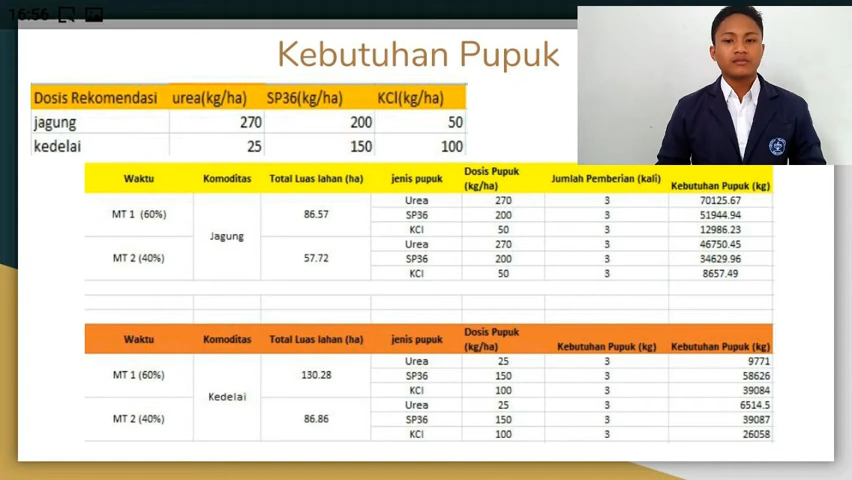 16:56
Kebutuhan Pupuk
Dosis Rekomendasi urea(kg/ha) SP36(kg/ha) KCl(kg/ha)
jagung 270 200 50
kedelai 25 150 100
Waktu Komoditas Total Luas lahan (ha) jenis pupuk Dosis Pupuk (kg/ha) Jumlah Pemberian (kali) Kebutuhan Pupuk (kg)
MT 1 (60%) Jagung 86.57 Urea 270 3 70125.67
SP36 200 3 51944.94
KCl 50 3 12986.23
MT 2 (40%) 57.72 Urea 270 3 46750.45
SP36 200 3 34629.96
KCl 50 3 8657.49
Waktu Komoditas Total Luas lahan (ha) jenis pupuk Dosis Pupuk (kg/ha) Kebutuhan Pupuk (kg) Kebutuhan Pupuk (kg)
MT 1 (60%) Kedelai 130.28 Urea 25 3 9771
SP36 150 3 58626
KCl 100 3 39084
MT 2 (40%) 86.86 Urea 25 3 6514.5
SP36 150 3 39087
KCl 100 3 26058